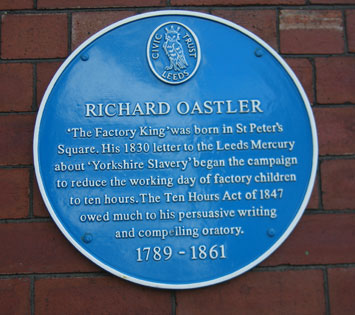 CIVIC TRUST
LEEDS
RICHARD OASTLER
'The Factory King' was born in St Peter's
Square. His 1830 letter to the Leeds Mercury
about 'Yorkshire Slavery' began the campaign
to reduce the working day of factory children
to ten hours. The Ten Hours Act of 1847
owed much to his persuasive writing
and compelling oratory.
1789 - 1861